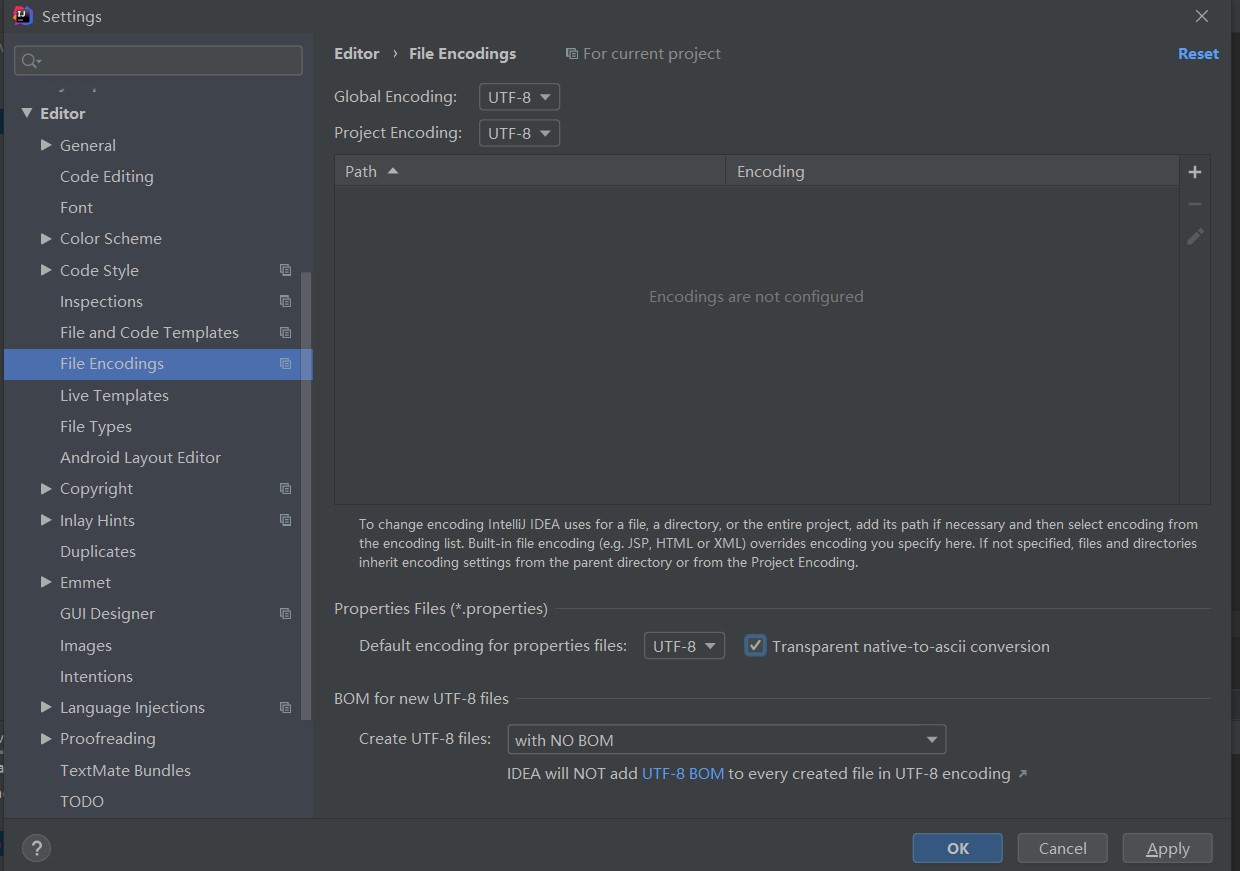 Settings
Editor › File Encodings For current project Reset
Global Encoding: UTF-8
Project Encoding: UTF-8
Path Encoding
Encodings are not configured
To change encoding IntelliJ IDEA uses for a file, a directory, or the entire project, add its path if necessary and then select encoding from
the encoding list. Built-in file encoding (e.g. JSP, HTML or XML) overrides encoding you specify here. If not specified, files and directories
inherit encoding settings from the parent directory or from the Project Encoding.
Properties Files (*.properties)
Default encoding for properties files: UTF-8 Transparent native-to-ascii conversion
BOM for new UTF-8 files
Create UTF-8 files: with NO BOM
IDEA will NOT add UTF-8 BOM to every created file in UTF-8 encoding
Editor
General
Code Editing
Font
Color Scheme
Code Style
Inspections
File and Code Templates
File Encodings
Live Templates
File Types
Android Layout Editor
Copyright
Inlay Hints
Duplicates
Emmet
GUI Designer
Images
Intentions
Language Injections
Proofreading
TextMate Bundles
TODO
?
OK Cancel Apply